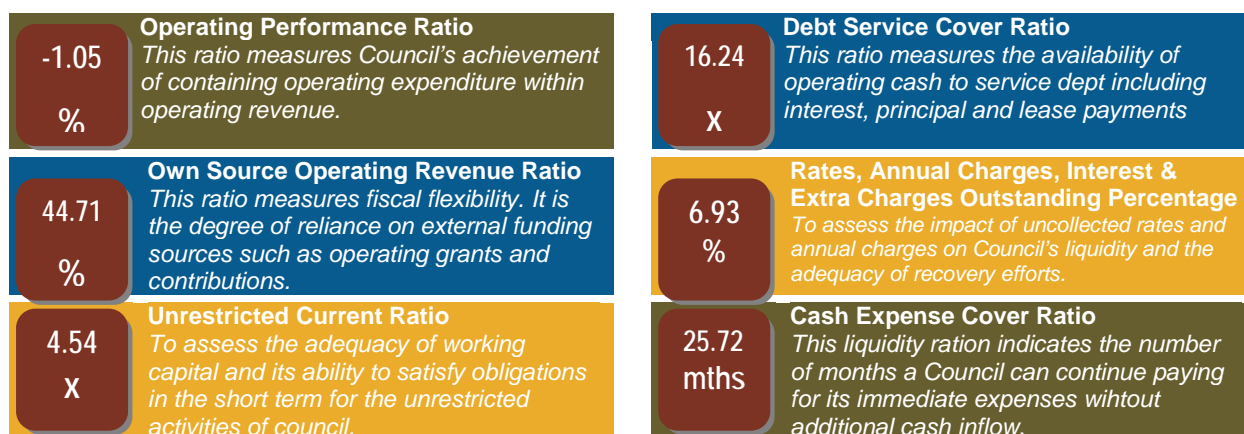 -1.05
%
Operating Performance Ratio
This ratio measures Council's achievement
of containing operating expenditure within
operating revenue.
16.24
X
Debt Service Cover Ratio
This ratio measures the availability of
operating cash to service dept including
interest, principal and lease payments
44.71
%
Own Source Operating Revenue Ratio
This ratio measures fiscal flexibility. It is
the degree of reliance on external funding
sources such as operating grants and
contributions.
6.93
%
Rates, Annual Charges, Interest &
Extra Charges Outstanding Percentage
To assess the impact of uncollected rates and
annual charges on Council's liquidity and the
adequacy of recovery efforts.
4.54
X
Unrestricted Current Ratio
To assess the adequacy of working
capital and its ability to satisfy obligations
in the short term for the unrestricted
activities of council.
25.72
mths
Cash Expense Cover Ratio
This liquidity ration indicates the number
of months a Council can continue paying
for its immediate expenses wihtout
additional cash inflow.